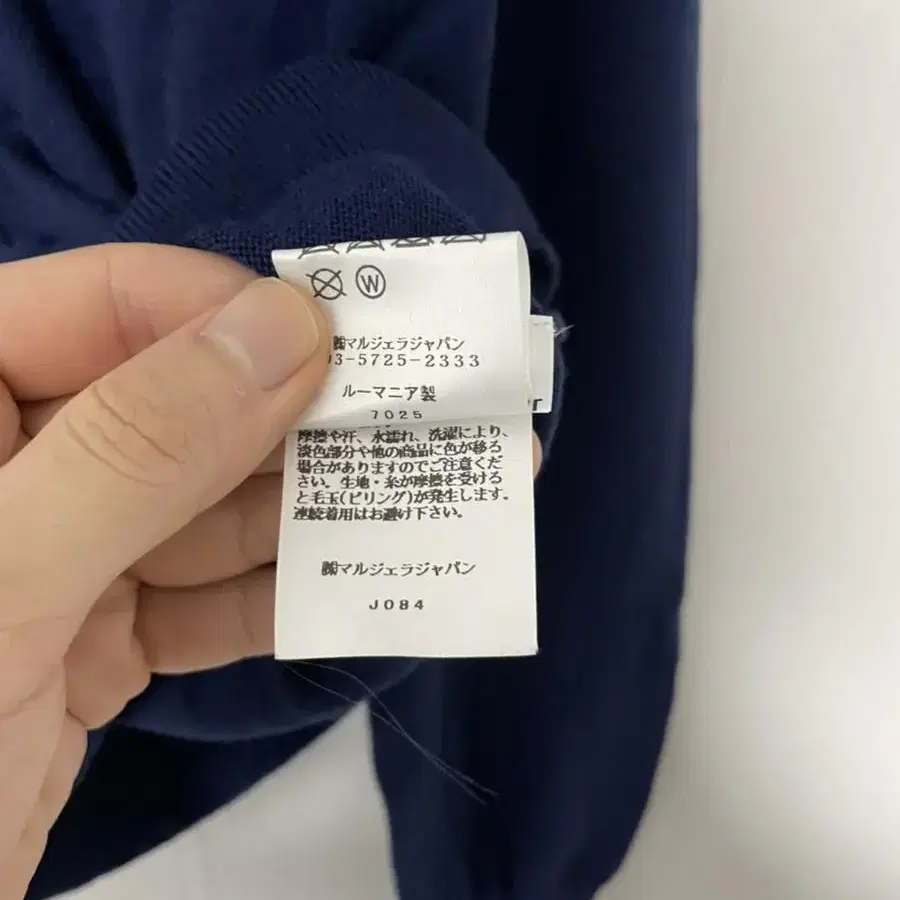 W
㈱マルジェラジャパン
03-5725-2333
ルーマニア製
7025
摩擦や汗、水濡れ、洗濯により、
淡色部分や他の商品に色が移る
場合がありますのでご注意くだ
さい。生地・糸が摩擦を受ける
と毛玉(ピリング)が発生します。
連続着用はお避け下さい。
㈱マルジェラジャパン
J084